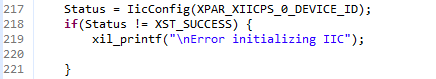 217 Status = IicConfig(XPAR_XIICPS_0_DEVICE_ID);
218 if(Status != XST_SUCCESS) {
219 xil_printf("\nError initializing IIC");
220
221 }